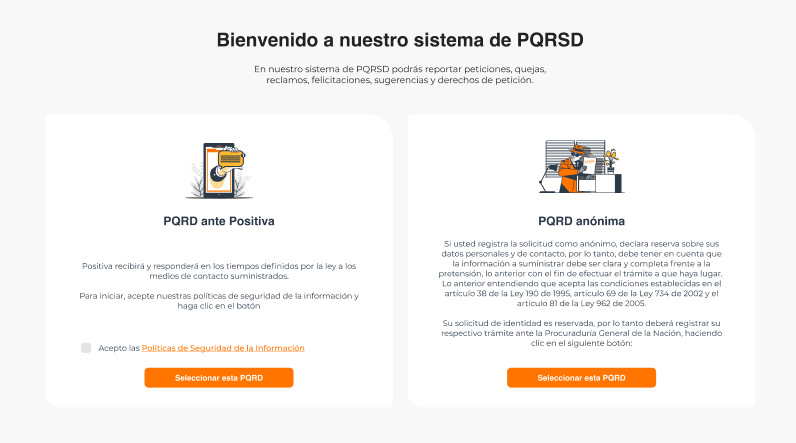 Bienvenido a nuestro sistema de PQRSD
En nuestro sistema de PQRSD podrás reportar peticiones, quejas,
reclamos, felicitaciones, sugerencias y derechos de petición.
PQRD ante Positiva
Positiva recibirá y responderá en los tiempos definidos por la ley a los
medios de contacto suministrados.
Para iniciar, acepte nuestras políticas de seguridad de la información y
haga clic en el botón
Acepto las Políticas de Seguridad de la Información
Seleccionar esta PQRD
PQRD anónima
Si usted registra la solicitud como anónimo, declara reserva sobre sus
datos personales y de contacto, por lo tanto, debe tener en cuenta que
la información a suministrar debe ser clara y completa frente a la
pretensión, lo anterior con el fin de efectuar el trámite a que haya lugar.
Lo anterior entendiendo que acepta las condiciones establecidas en el
artículo 38 de la Ley 190 de 1995, artículo 69 de la Ley 734 de 2002 y el
artículo 81 de la Ley 962 de 2005.
Su solicitud de identidad es reservada, por lo tanto deberá registrar su
respectivo trámite ante la Procuraduría General de la Nación, haciendo
clic en el siguiente botón:
Seleccionar esta PQRD